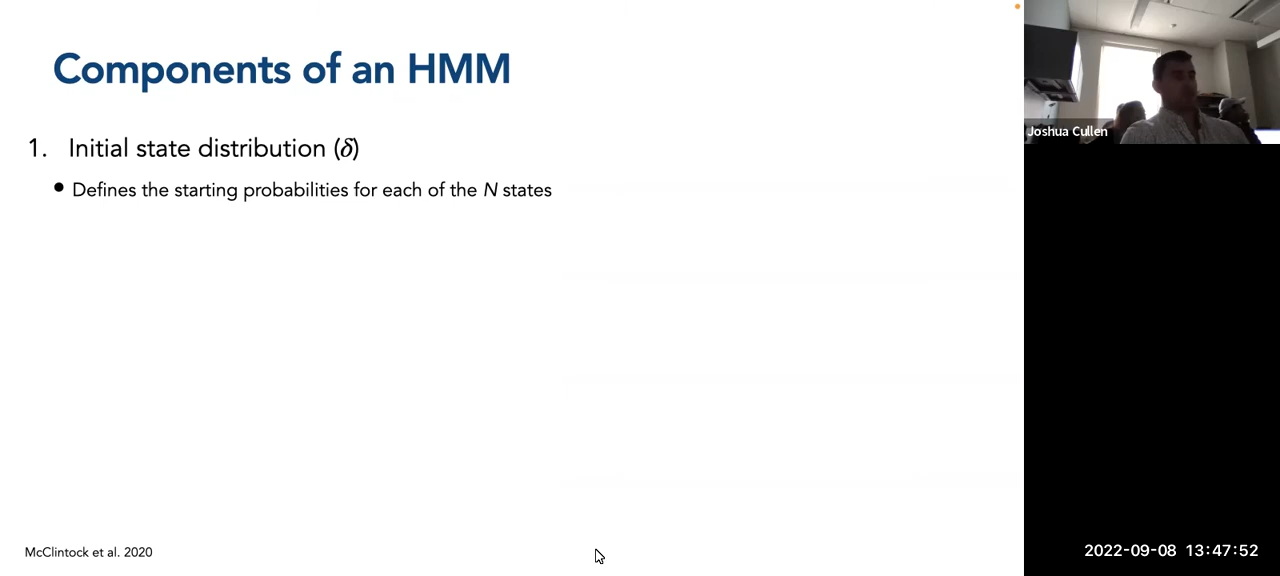 Components of an HMM
1. Initial state distribution (δ)
• Defines the starting probabilities for each of the N states
McClintock et al. 2020
Joshua Cullen
2022-09-08 13:47:52